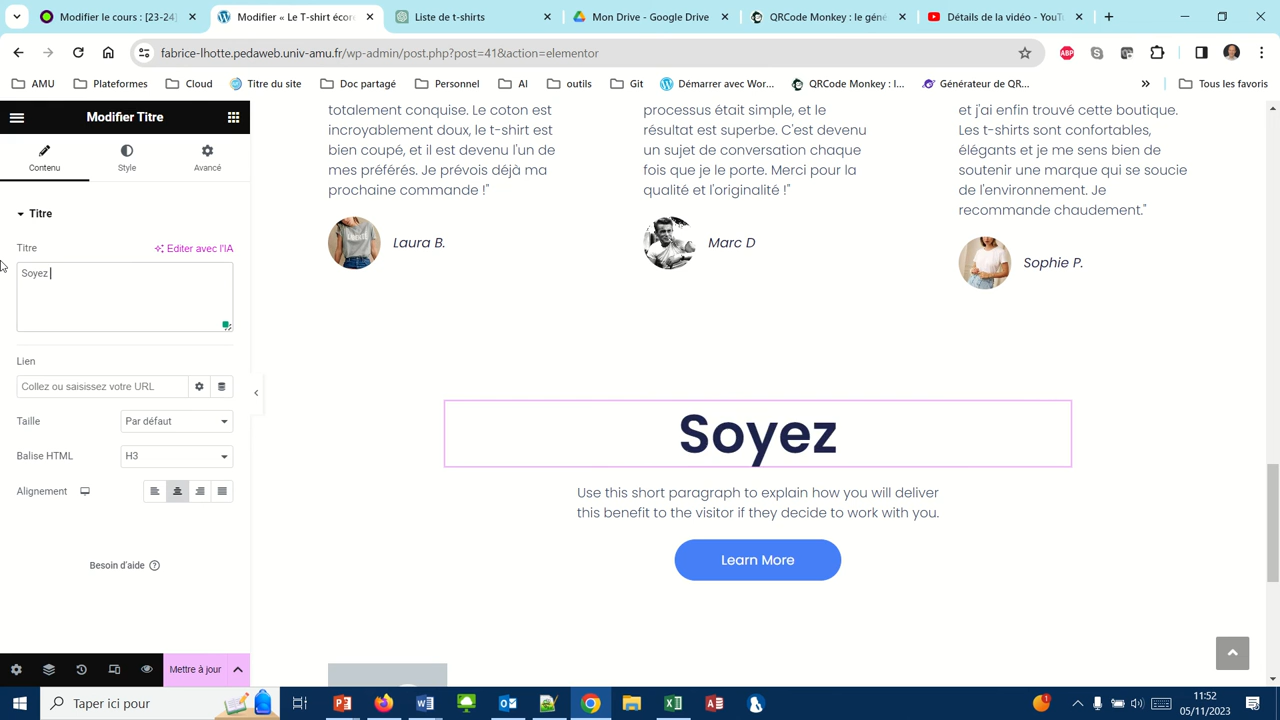 Modifier le cours : [23-24]
Modifier « Le T-shirt écor
Liste de t-shirts
Mon Drive - Google Drive
QRCode Monkey : le géné
Détails de la vidéo - YouT
fabrice-lhotte.pedaweb.univ-amu.fr/wp-admin/post.php?post=41&action=elementor
ABP
AMU
Plateformes
Cloud
Titre du site
Doc partagé
Personnel
AI
outils
Git
Démarrer avec Wor...
QRCode Monkey : l...
Générateur de QR...
Tous les favoris
Modifier Titre
Contenu
Style
Avancé
Titre
Titre
Editer avec l'IA
Soyez
Lien
Collez ou saisissez votre URL
Taille
Par défaut
Balise HTML
H3
Alignement
Besoin d'aide
Mettre à jour
totalement conquise. Le coton est
incroyablement doux, le t-shirt est
bien coupé, et il est devenu l'un de
mes préférés. Je prévois déjà ma
prochaine commande !"
Laura B.
processus était simple, et le
résultat est superbe. C'est devenu
un sujet de conversation chaque
fois que je le porte. Merci pour la
qualité et l'originalité !"
Marc D
et j'ai enfin trouvé cette boutique.
Les t-shirts sont confortables,
élégants et je me sens bien de
soutenir une marque qui se soucie
de l'environnement. Je
recommande chaudement."
Sophie P.
Soyez
Use this short paragraph to explain how you will deliver
this benefit to the visitor if they decide to work with you.
Learn More
Taper ici pour
11:52
05/11/2023